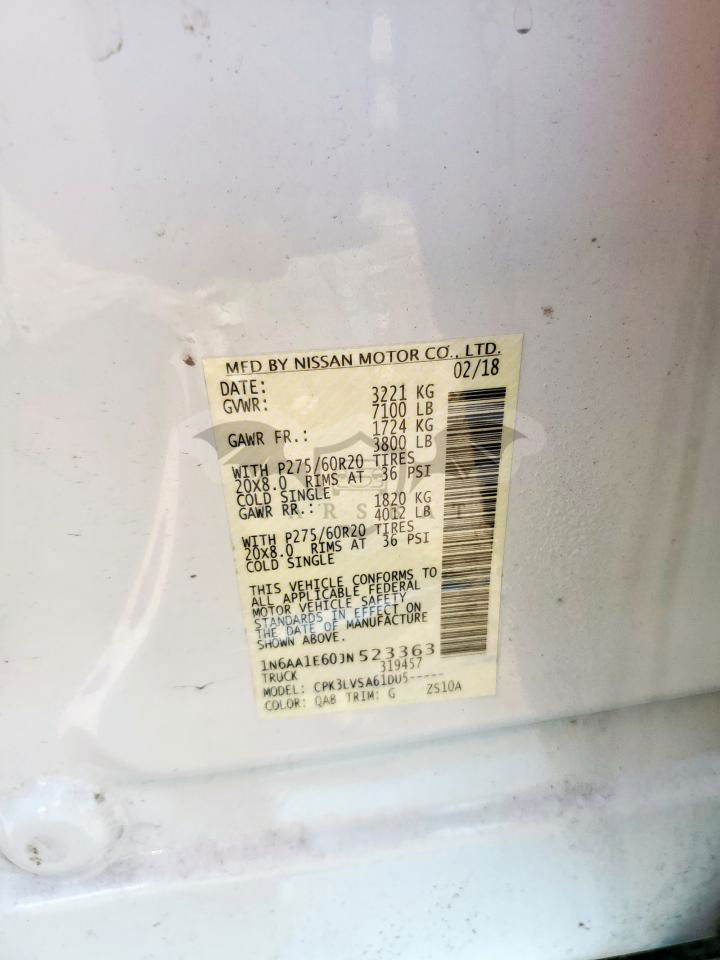 MFD BY NISSAN MOTOR CO., LTD.
DATE: 02/18
GVWR: 3221 KG
7100 LB
GAWR FR.: 1724 KG
3800 LB
WITH P275/60R20 TIRES
20X8.0 RIMS AT 36 PSI
COLD SINGLE
GAWR RR.: 1820 KG
4012 LB
WITH P275/60R20 TIRES
20X8.0 RIMS AT 36 PSI
COLD SINGLE
THIS VEHICLE CONFORMS TO
ALL APPLICABLE FEDERAL
MOTOR VEHICLE SAFETY
STANDARDS IN EFFECT ON
THE DATE OF MANUFACTURE
SHOWN ABOVE.
1N6AA1E60JN523363
TRUCK 319457
MODEL: CPK3LVSA61DU5-----
COLOR: QAB TRIM: G ZS10A